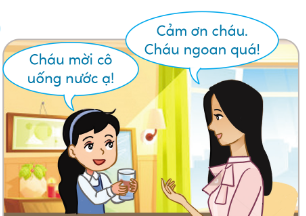 Cháu mời cô
uống nước ạ!
Cảm ơn cháu.
Cháu ngoan quá!